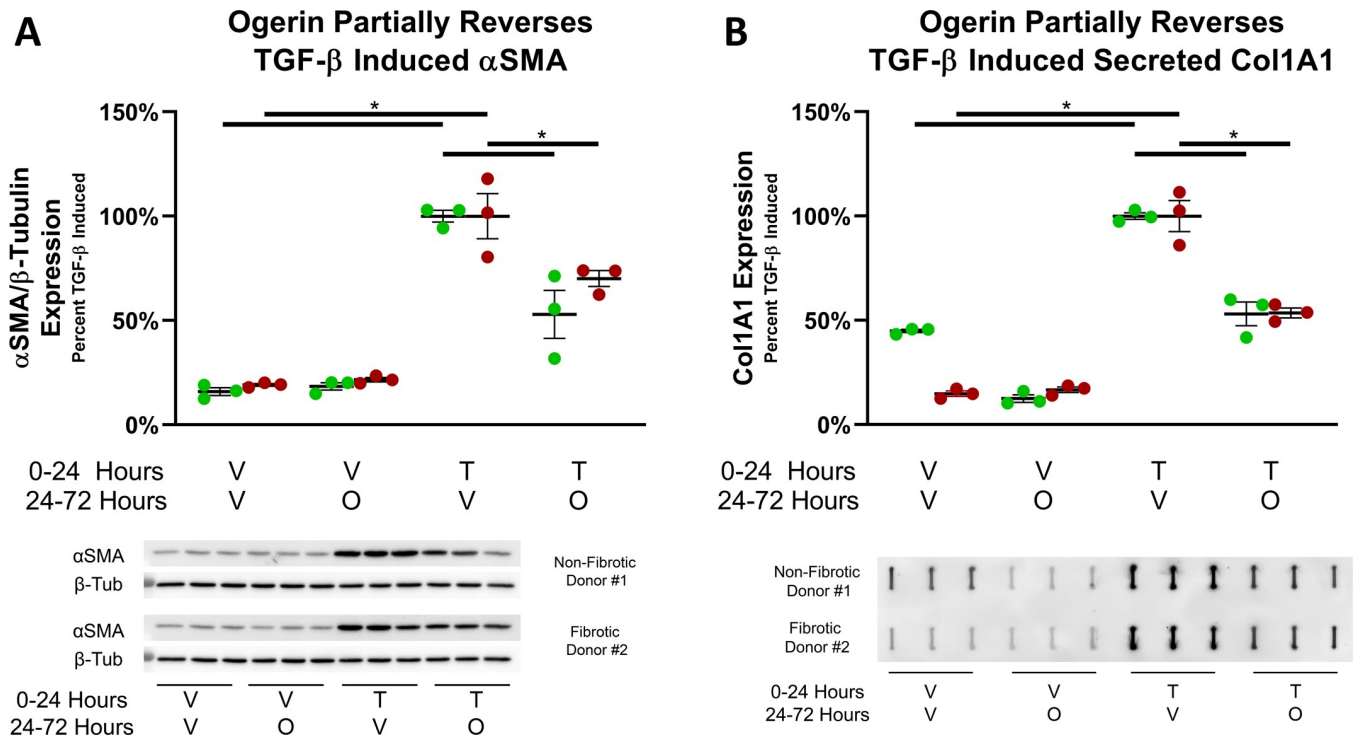 A
Ogerin Partially Reverses
TGF-β Induced αSMA
αSMA/β-Tubulin
Expression
Percent TGF-β Induced
150%
100%
50%
0%
*
*
0-24 Hours V V T T
24-72 Hours V O V O
αSMA
β-Tub
Non-Fibrotic
Donor #1
αSMA
β-Tub
Fibrotic
Donor #2
0-24 Hours V V T T
24-72 Hours V O V O
B
Ogerin Partially Reverses
TGF-β Induced Secreted Col1A1
Col1A1 Expression
Percent TGF-β Induced
150%
100%
50%
0%
*
*
0-24 Hours V V T T
24-72 Hours V O V O
Non-Fibrotic
Donor #1
Fibrotic
Donor #2
0-24 Hours V V T T
24-72 Hours V O V O